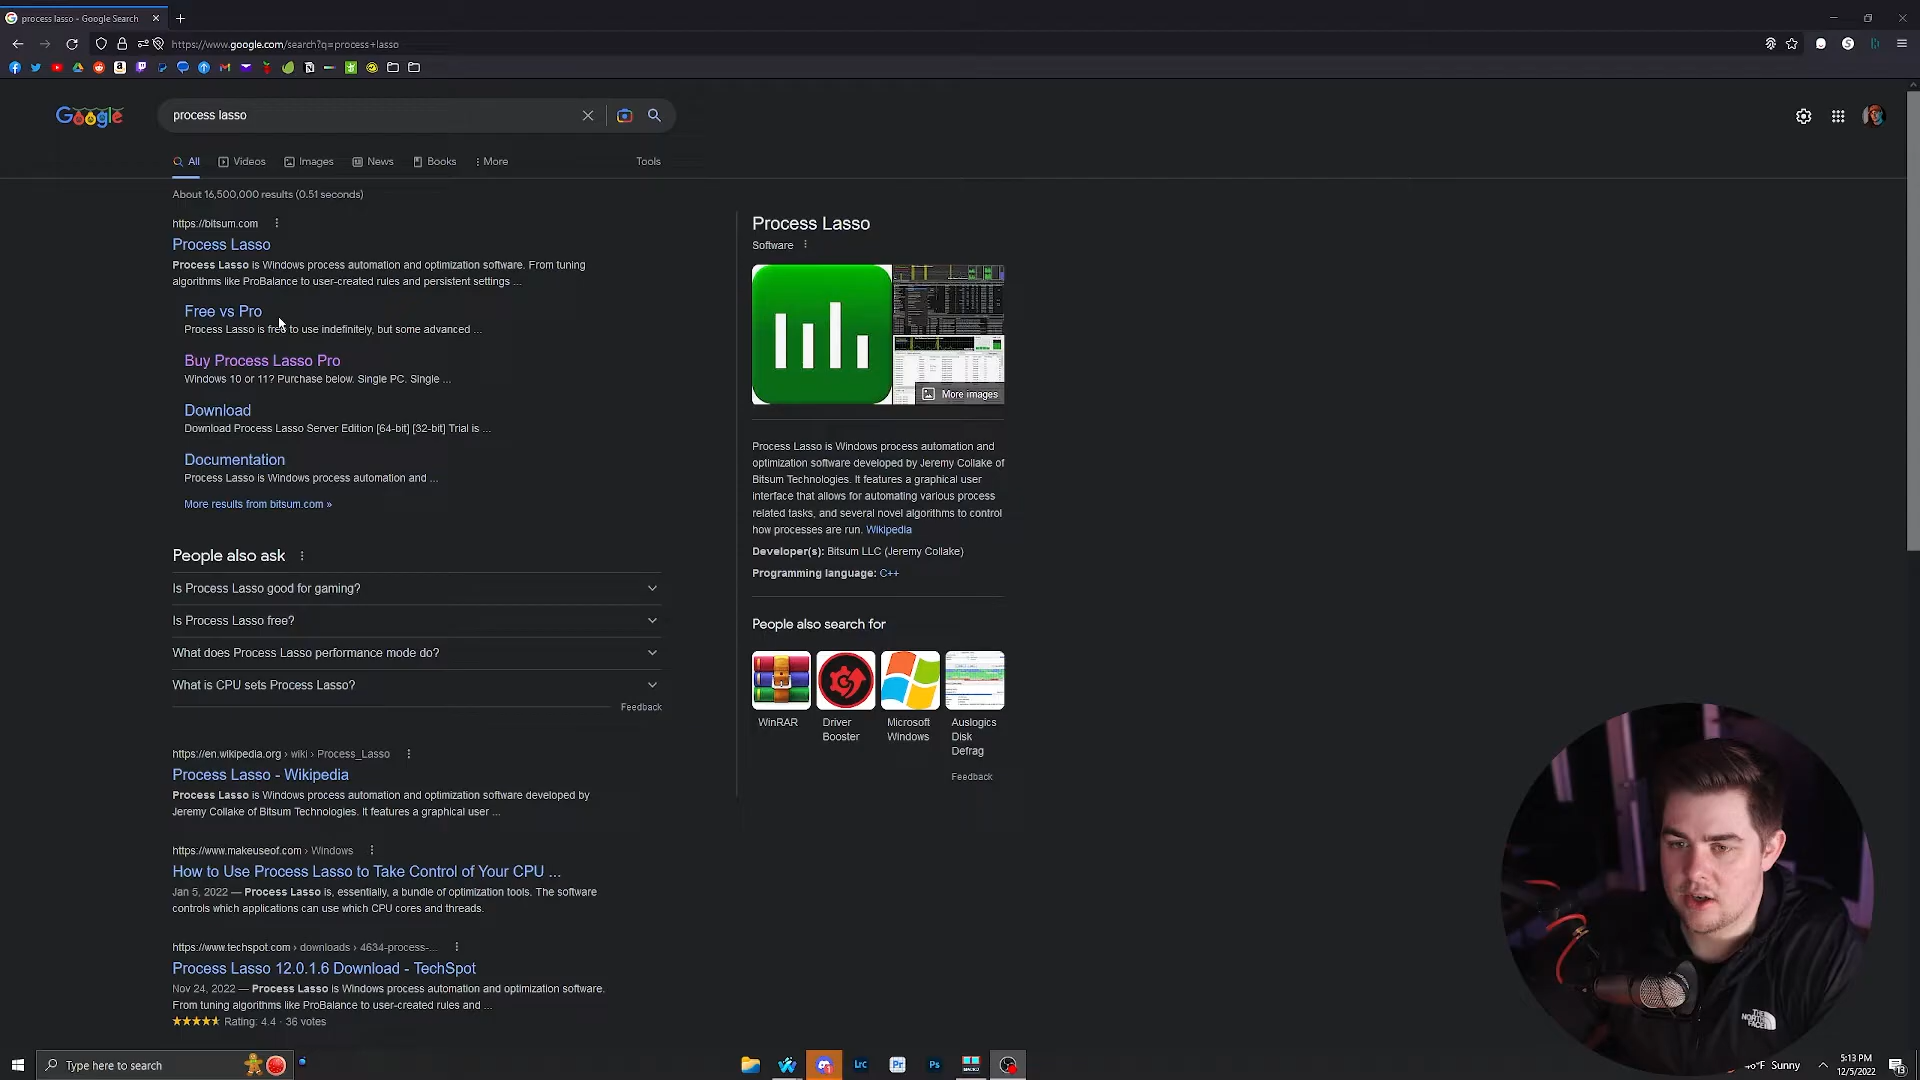 process lasso - Google Search
https://www.google.com/search?q=process+lasso
Google
process lasso
All
Videos
Images
News
Books
More
Tools
About 16,500,000 results (0.51 seconds)
https://bitsum.com
Process Lasso
Process Lasso is Windows process automation and optimization software. From tuning
algorithms like ProBalance to user-created rules and persistent settings ...
Free vs Pro
Process Lasso is free to use indefinitely, but some advanced ...
Buy Process Lasso Pro
Windows 10 or 11? Purchase below. Single PC. Single ...
Download
Download Process Lasso Server Edition [64-bit] [32-bit] Trial is ...
Documentation
Process Lasso is Windows process automation and ...
More results from bitsum.com »
People also ask
Is Process Lasso good for gaming?
Is Process Lasso free?
What does Process Lasso performance mode do?
What is CPU sets Process Lasso?
Feedback
https://en.wikipedia.org › wiki › Process_Lasso
Process Lasso - Wikipedia
Process Lasso is Windows process automation and optimization software developed by
Jeremy Collake of Bitsum Technologies. It features a graphical user ...
https://www.makeuseof.com › Windows
How to Use Process Lasso to Take Control of Your CPU ...
Jan 5, 2022 — Process Lasso is, essentially, a bundle of optimization tools. The software
controls which applications can use which CPU cores and threads.
https://www.techspot.com › downloads › 4634-process-...
Process Lasso 12.0.1.6 Download - TechSpot
Nov 24, 2022 — Process Lasso is Windows process automation and optimization software.
From tuning algorithms like ProBalance to user-created rules and ...
Rating: 4.4 · 36 votes
Process Lasso
Software
More images
Process Lasso is Windows process automation and
optimization software developed by Jeremy Collake of
Bitsum Technologies. It features a graphical user
interface that allows for automating various process
related tasks, and several novel algorithms to control
how processes are run. Wikipedia
Developer(s): Bitsum LLC (Jeremy Collake)
Programming language: C++
People also search for
WinRAR
Driver
Booster
Microsoft
Windows
Auslogics
Disk
Defrag
Feedback
THE
NORTH
FACE
Type here to search
Lrc
Pr
Ps
°F Sunny
5:13 PM
12/5/2022
13